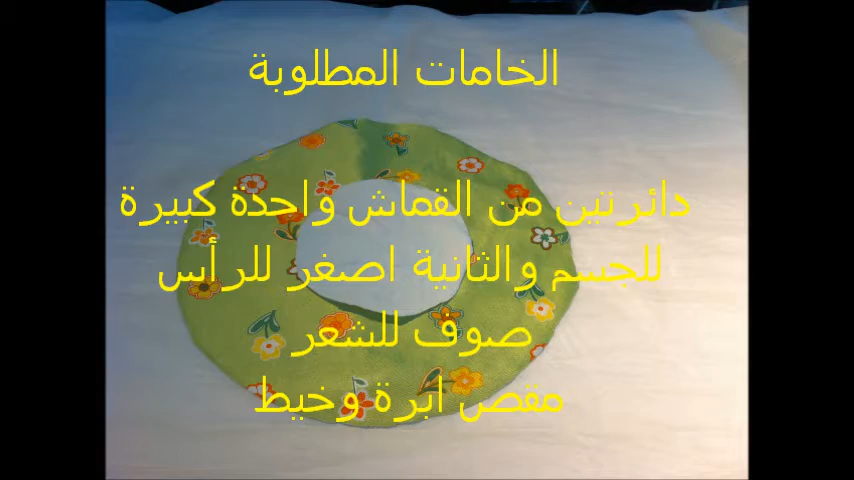 الخامات المطلوبة
دائرتين من القماش واحدة كبيرة
للجسم والثانية اصغر للرأس
صوف للشعر
مقص ابرة وخيط